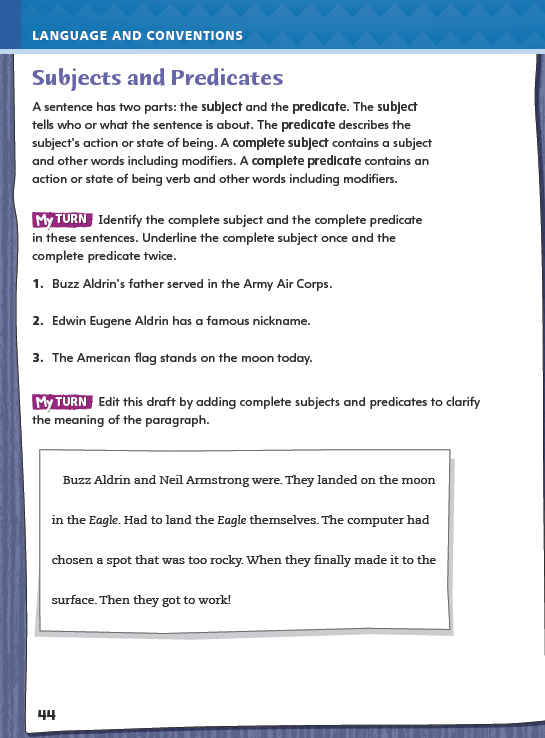 LANGUAGE AND CONVENTIONS
Subjects and Predicates
A sentence has two parts: the subject and the predicate. The subject
tells who or what the sentence is about. The predicate describes the
subject's action or state of being. A complete subject contains a subject
and other words including modifiers. A complete predicate contains an
action or state of being verb and other words including modifiers.
My TURN Identify the complete subject and the complete predicate
in these sentences. Underline the complete subject once and the
complete predicate twice.
1. Buzz Aldrin's father served in the Army Air Corps.
2. Edwin Eugene Aldrin has a famous nickname.
3. The American flag stands on the moon today.
My TURN Edit this draft by adding complete subjects and predicates to clarify
the meaning of the paragraph.
Buzz Aldrin and Neil Armstrong were. They landed on the moon
in the Eagle. Had to land the Eagle themselves. The computer had
chosen a spot that was too rocky. When they finally made it to the
surface. Then they got to work!
44